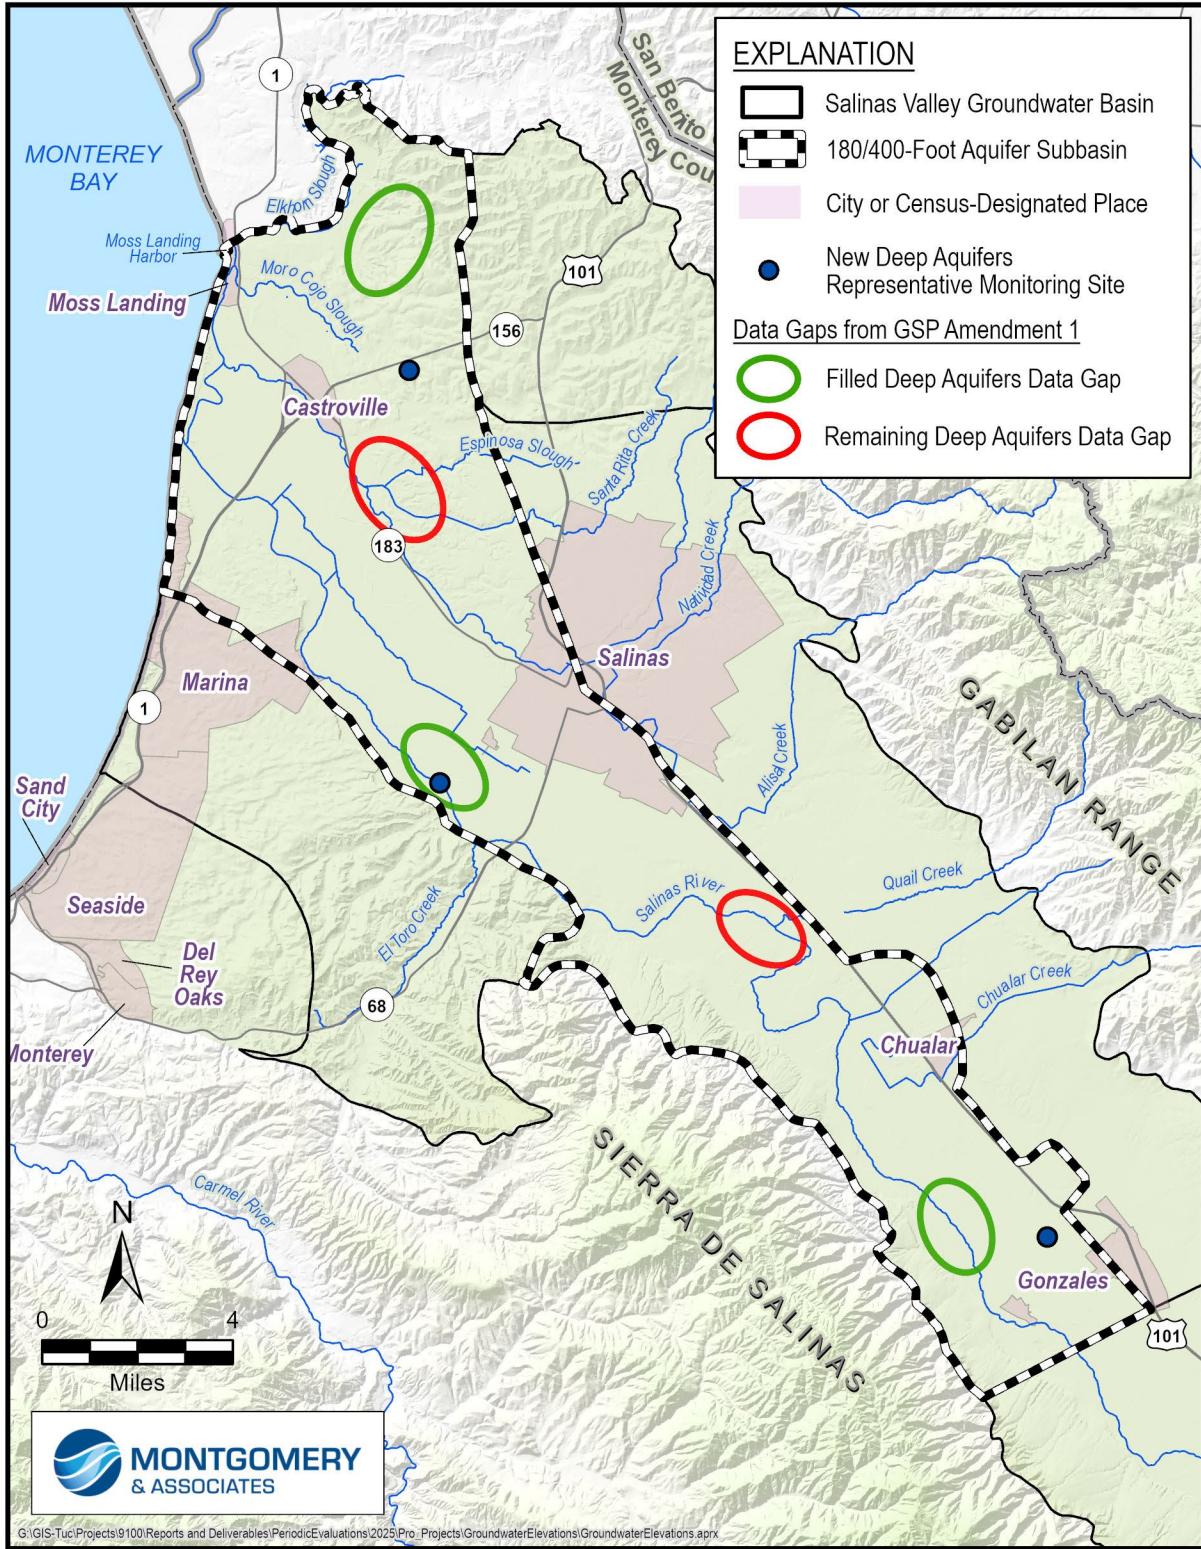 EXPLANATION
Salinas Valley Groundwater Basin
180/400-Foot Aquifer Subbasin
City or Census-Designated Place
New Deep Aquifers
Representative Monitoring Site
Data Gaps from GSP Amendment 1
Filled Deep Aquifers Data Gap
Remaining Deep Aquifers Data Gap
San Benito
Monterey Cou
1
MONTEREY
BAY
Elkhorn Slough
Moss Landing
Harbor
Moro Cojo Slough
Moss Landing
101
156
Castroville
Espinosa Slough
Santa Rita Creek
183
Natividad Creek
Salinas
Marina
1
GABILAN RANGE
Alisal Creek
Sand
City
Quail Creek
Salinas River
Seaside
El Toro Creek
Del
Rey
Oaks
Chualar Creek
68
Monterey
Chualar
SIERRA DE SALINAS
Carmel River
N
Gonzales
101
0 4
Miles
MONTGOMERY
& ASSOCIATES
G:\GIS-Tuc\Projects\9100\Reports and Deliverables\PeriodicEvaluations\2025\Pro_Projects\GroundwaterElevations\GroundwaterElevations.aprx